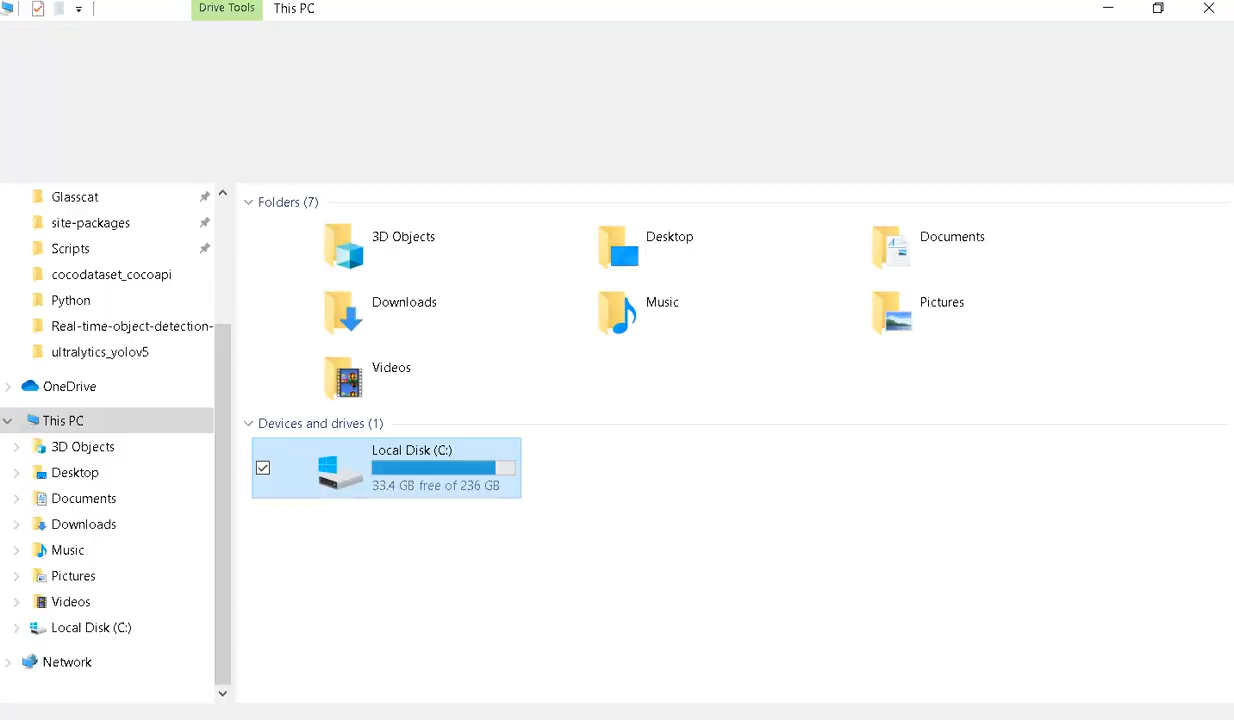 Drive Tools
This PC
Glasscat
site-packages
Scripts
cocodataset_cocoapi
Python
Real-time-object-detection-
ultralytics_yolov5
OneDrive
This PC
3D Objects
Desktop
Documents
Downloads
Music
Pictures
Videos
Local Disk (C:)
Network
Folders (7)
3D Objects
Desktop
Documents
Downloads
Music
Pictures
Videos
Devices and drives (1)
Local Disk (C:)
33.4 GB free of 236 GB